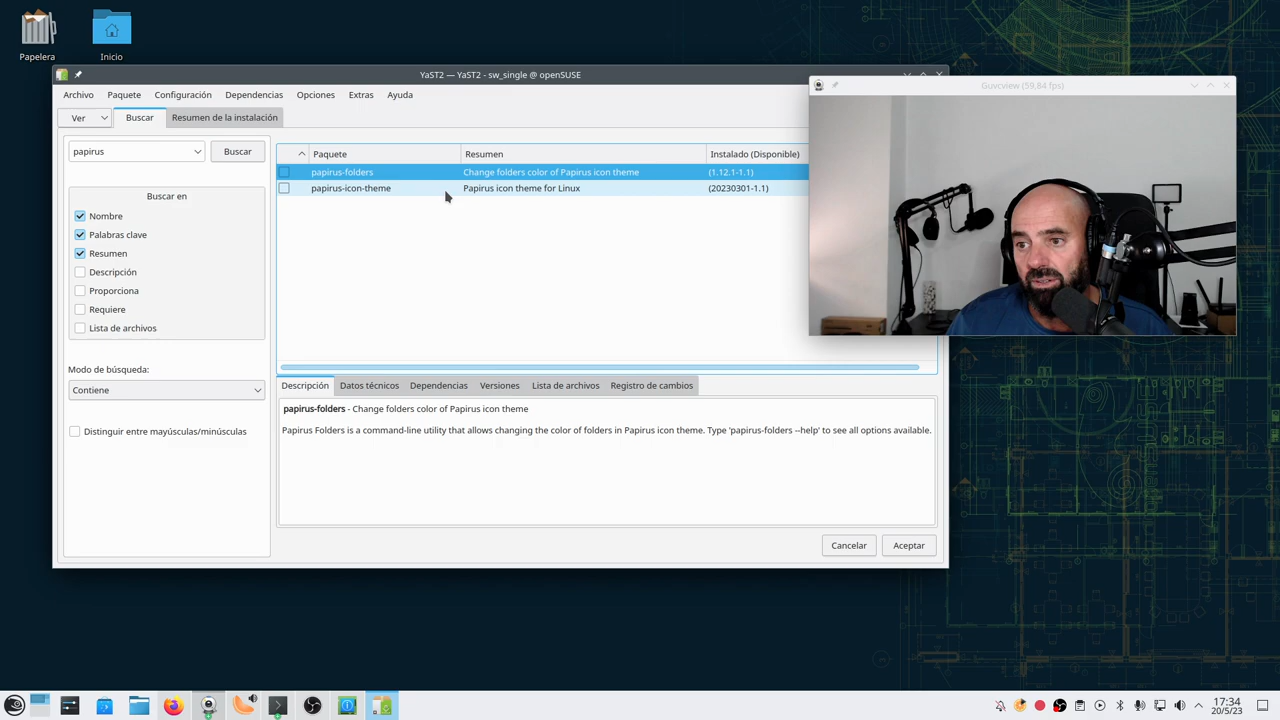 Papelera
Inicio
YaST2 — YaST2 - sw_single @ openSUSE
Archivo Paquete Configuración Dependencias Opciones Extras Ayuda
Ver Buscar Resumen de la instalación
papirus Buscar
Buscar en
Nombre
Palabras clave
Resumen
Descripción
Proporciona
Requiere
Lista de archivos
Modo de búsqueda:
Contiene
Distinguir entre mayúsculas/minúsculas
Paquete Resumen Instalado (Disponible)
papirus-folders Change folders color of Papirus icon theme (1.12.1-1.1)
papirus-icon-theme Papirus icon theme for Linux (20230301-1.1)
Descripción Datos técnicos Dependencias Versiones Lista de archivos Registro de cambios
papirus-folders - Change folders color of Papirus icon theme
Papirus Folders is a command-line utility that allows changing the color of folders in Papirus icon theme. Type 'papirus-folders --help' to see all options available.
Cancelar Aceptar
Guvcview (59,84 fps)
17:34
20/5/23